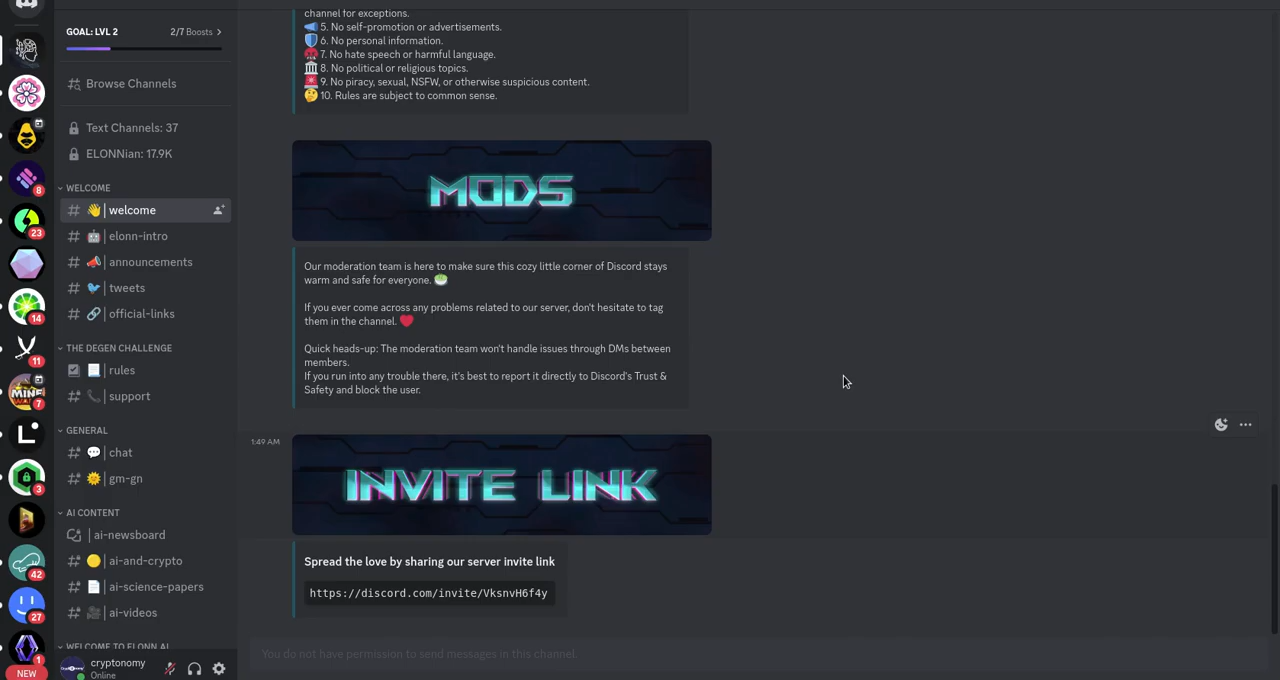 GOAL: LVL 2
2/7 Boosts
Browse Channels
Text Channels: 37
ELONNian: 17.9K
WELCOME
welcome
elonn-intro
announcements
tweets
official-links
THE DEGEN CHALLENGE
rules
support
GENERAL
chat
gm-gn
AI CONTENT
| ai-newsboard
ai-and-crypto
ai-science-papers
ai-videos
WELCOME TO ELONN AI
cryptonomy
Online
8
23
14
11
MINE
7
3
42
27
1
NEW
channel for exceptions.
5. No self-promotion or advertisements.
6. No personal information.
7. No hate speech or harmful language.
8. No political or religious topics.
9. No piracy, sexual, NSFW, or otherwise suspicious content.
10. Rules are subject to common sense.
MODS
Our moderation team is here to make sure this cozy little corner of Discord stays
warm and safe for everyone.
If you ever come across any problems related to our server, don't hesitate to tag
them in the channel.
Quick heads-up: The moderation team won't handle issues through DMs between
members.
If you run into any trouble there, it's best to report it directly to Discord's Trust &
Safety and block the user.
1:49 AM
INVITE LINK
Spread the love by sharing our server invite link
https://discord.com/invite/VksnvH6f4y
You do not have permission to send messages in this channel.